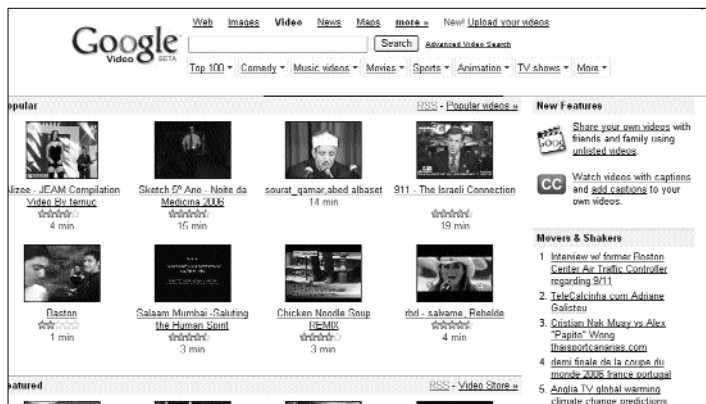 Web Images Video News Maps more » New! Upload your videos
Google
Video BETA
Search Advanced Video Search
Top 100 Comedy Music videos Movies Sports Animation TV shows More
opular RSS - Popular videos »
lizee - JEAM Compilation
Video By temuc
4 min
Sketch 5º Ano - Noite da
Medicina 2006
15 min
sourat_qamar,abed albaset
14 min
911 - The Israeli Connection
19 min
Baston
1 min
Salaam Mumbai -Saluting
the Human Spirit
3 min
Chicken Noodle Soup
REMIX
3 min
rbd - salvame, Rebelde
4 min
eatured RSS - Video Store »
New Features
Share your own videos with
friends and family using
unlisted videos.
CC
Watch videos with captions
and add captions to your
own videos.
Movers & Shakers
1. Interview w/ former Boston
Center Air Traffic Controller
regarding 9/11
2. TeleCalcinha com Adriane
Galisteu
3. Cristian Nak Muay vs Alex
"Papito" Wong
thaisportcanarias.com
4. demi finale de la coupe du
monde 2006 france portugal
5. Anglia TV global warming
climate change predictions